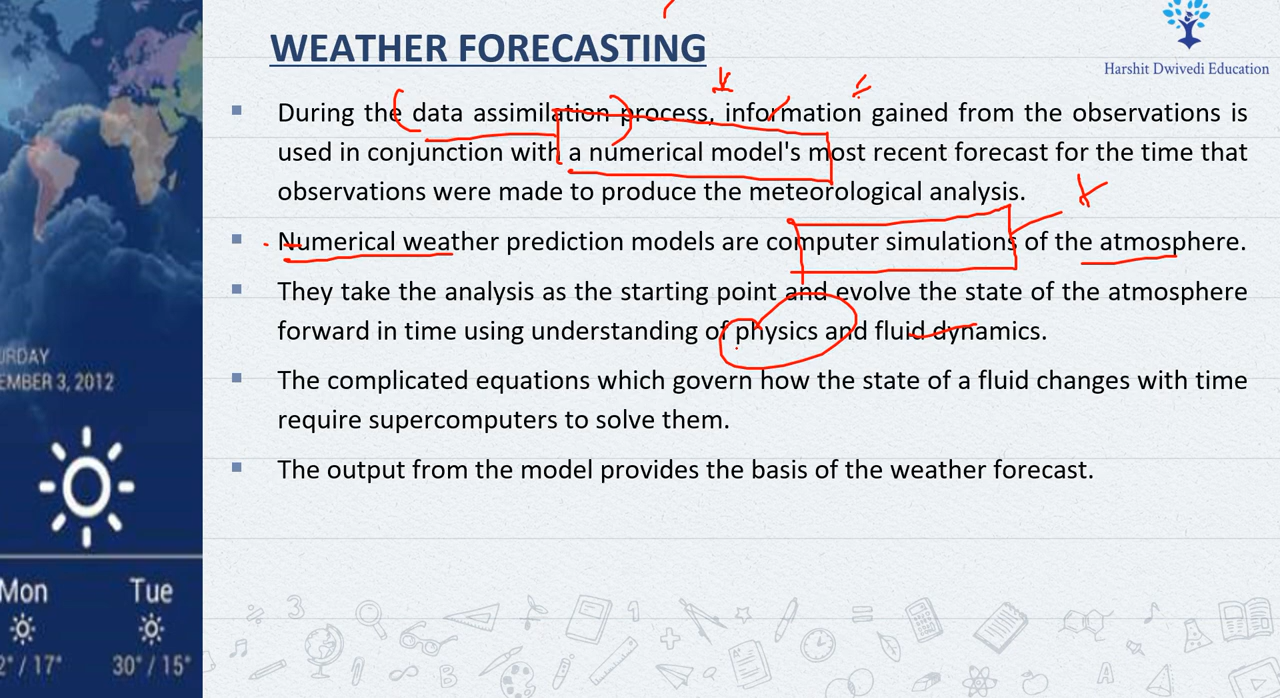 WEATHER FORECASTING
Harshit Dwivedi Education
During the data assimilation process, information gained from the observations is
used in conjunction with a numerical model's most recent forecast for the time that
observations were made to produce the meteorological analysis.
Numerical weather prediction models are computer simulations of the atmosphere.
They take the analysis as the starting point and evolve the state of the atmosphere
forward in time using understanding of physics and fluid dynamics.
The complicated equations which govern how the state of a fluid changes with time
require supercomputers to solve them.
The output from the model provides the basis of the weather forecast.
URDAY
EMBER 3, 2012
Mon Tue
2° / 17° 30° / 15°